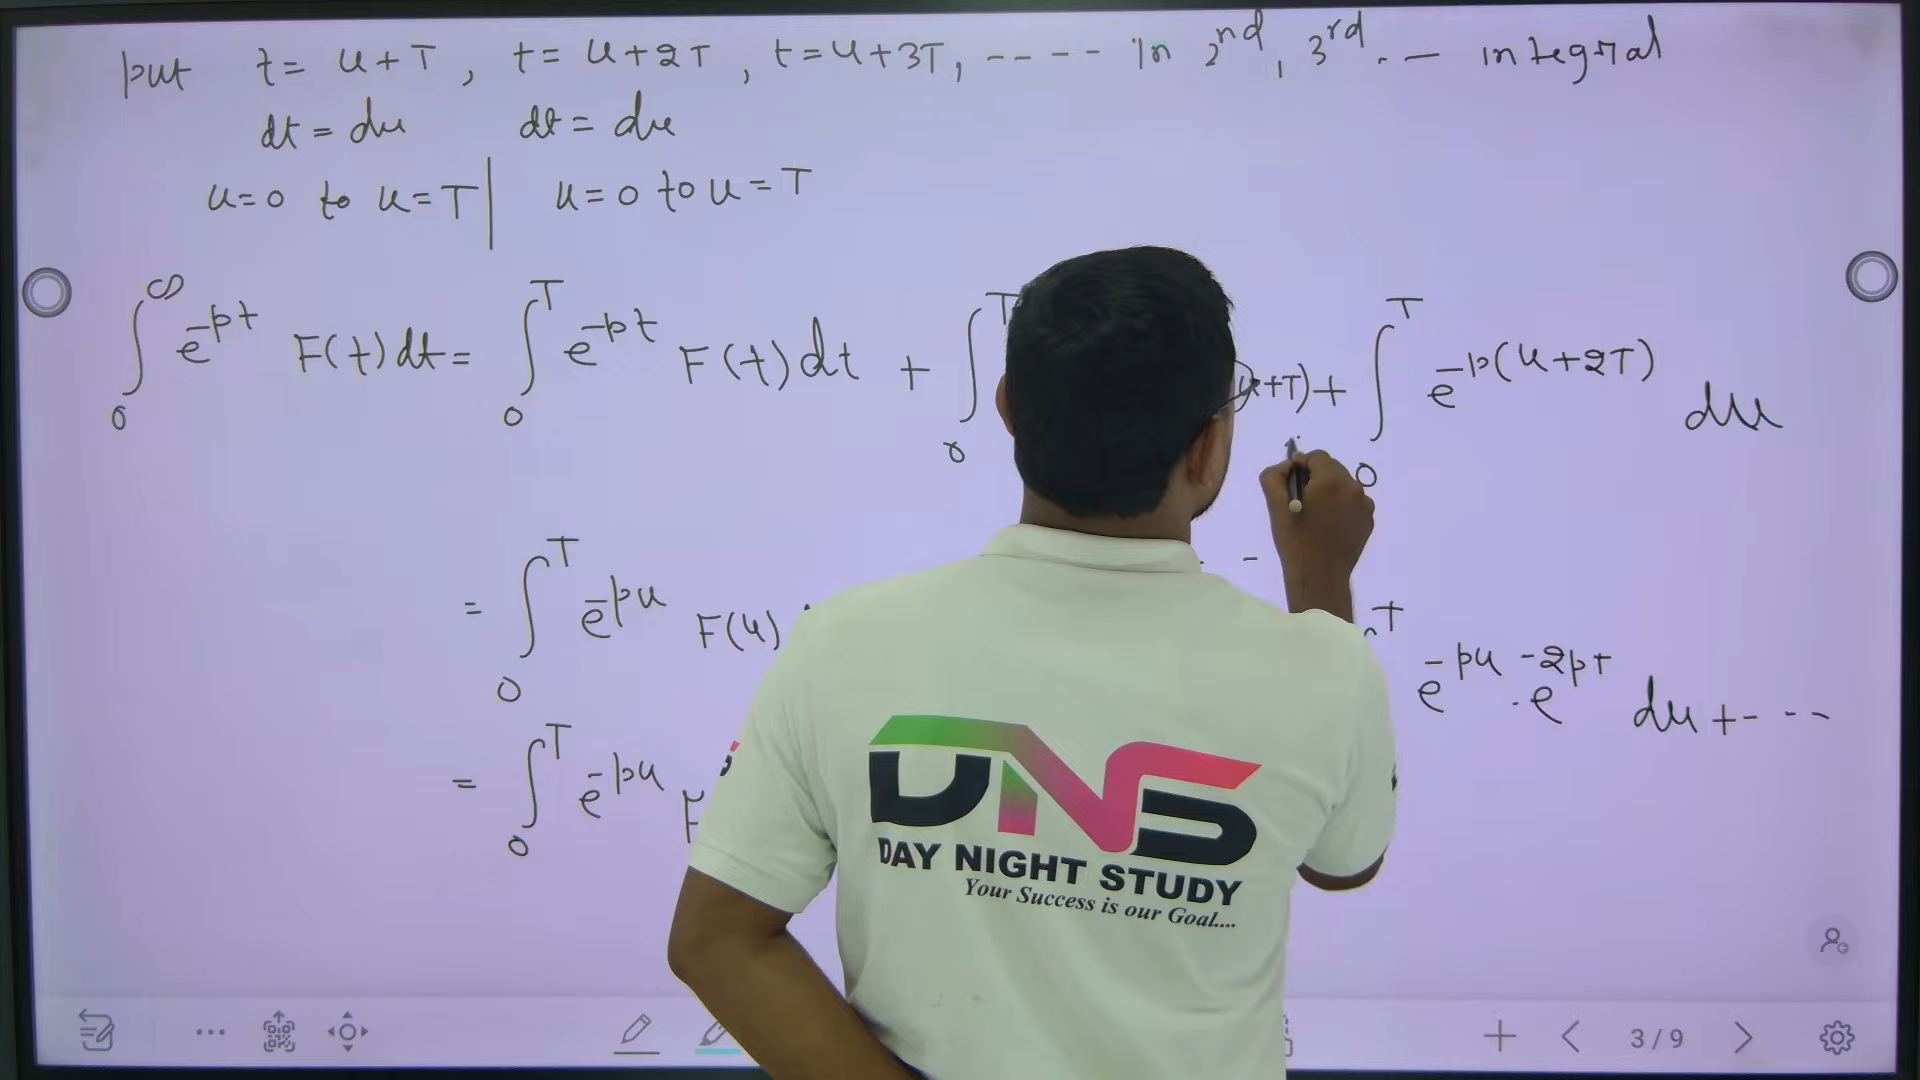 put t = u+T, t = u+2T, t = u+3T, ---- in 2nd, 3rd. -- integral
dt = du dt = du
u=0 to u=T | u=0 to u=T
∫₀^∞ e^-pt F(t)dt = ∫₀^T e^-pt F(t)dt + ∫₀^T (u+T) + ∫₀^T e^-p(u+2T) du
= ∫₀^T e^-pu F(u) T e^-pu . e^-2pT du + - --
= ∫₀^T e^-pu F
DNS
DAY NIGHT STUDY
Your Success is our Goal....
3/9